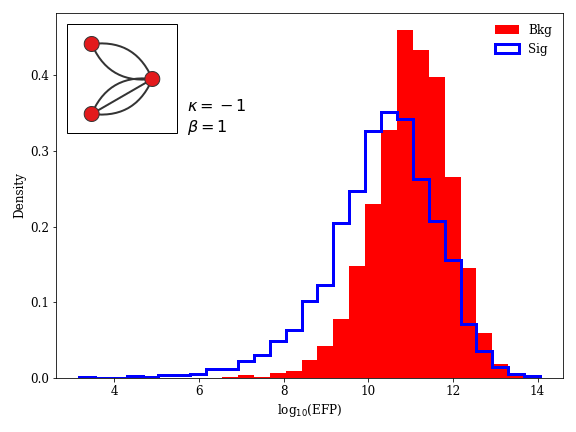 Bkg
Sig
κ = −1
β = 1
Density
0.4
0.3
0.2
0.1
0.0
4 6 8 10 12 14
log₁₀(EFP)